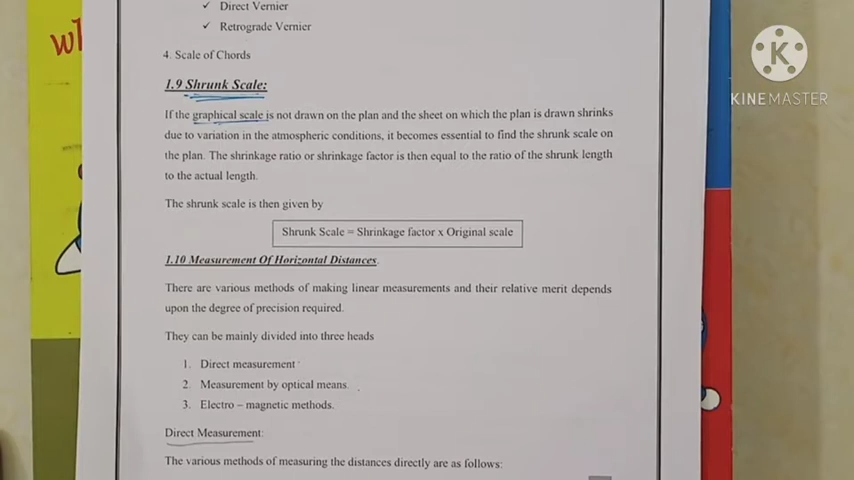 wh
✓ Direct Vernier
✓ Retrograde Vernier
4. Scale of Chords
1.9 Shrunk Scale:
If the graphical scale is not drawn on the plan and the sheet on which the plan is drawn shrinks
due to variation in the atmospheric conditions, it becomes essential to find the shrunk scale on
the plan. The shrinkage ratio or shrinkage factor is then equal to the ratio of the shrunk length
to the actual length.
The shrunk scale is then given by
Shrunk Scale = Shrinkage factor x Original scale
1.10 Measurement Of Horizontal Distances.
There are various methods of making linear measurements and their relative merit depends
upon the degree of precision required.
They can be mainly divided into three heads
1. Direct measurement
2. Measurement by optical means.
3. Electro – magnetic methods.
Direct Measurement:
The various methods of measuring the distances directly are as follows:
K
KINEMASTER